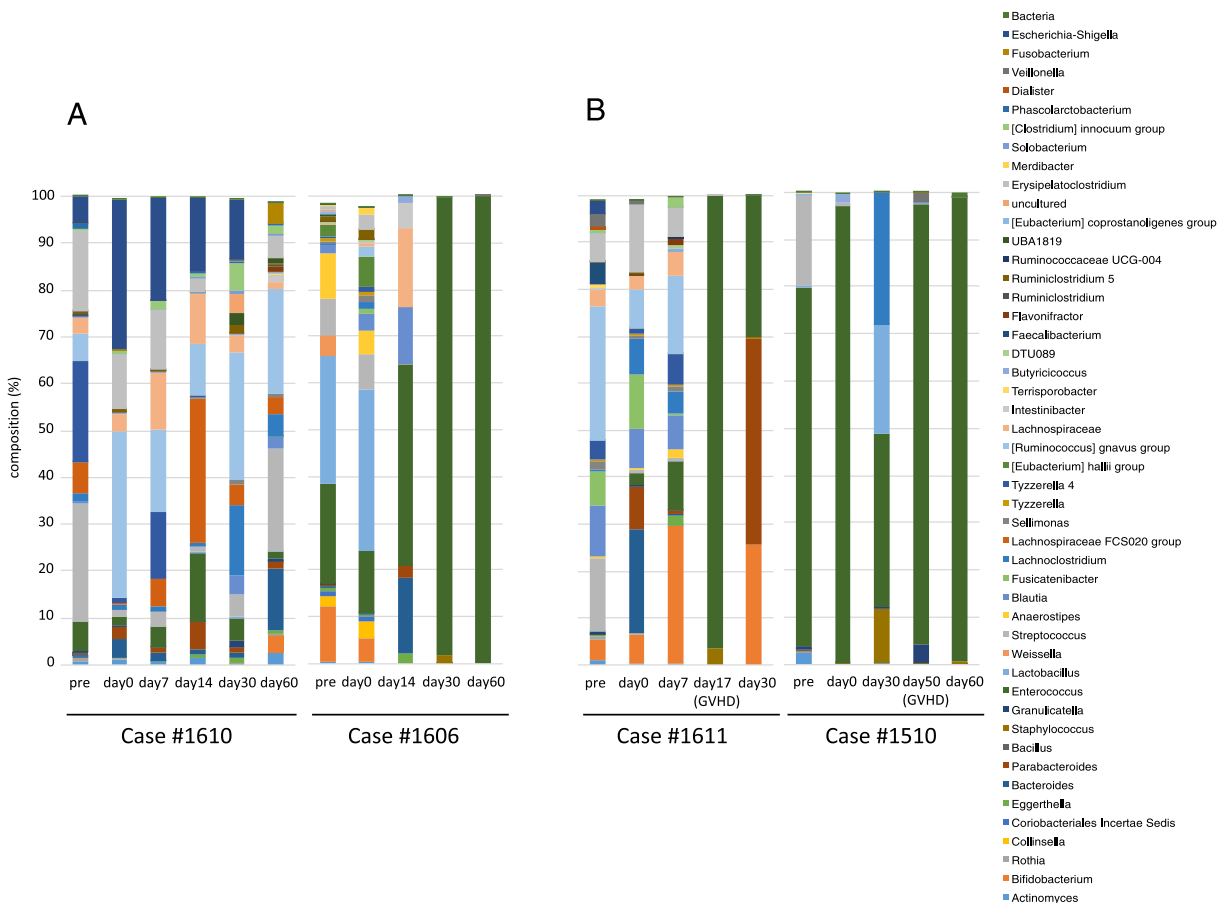 A
B
composition (%)
100
90
80
70
60
50
40
30
20
10
0
pre
day0
day7
day14
day30
day60
pre
day0
day14
day30
day60
pre
day0
day7
day17
(GVHD)
day30
pre
day0
day30
day50
(GVHD)
day60
Case #1610
Case #1606
Case #1611
Case #1510
Bacteria
Escherichia-Shigella
Fusobacterium
Veillonella
Dialister
Phascolarctobacterium
[Clostridium] innocuum group
Solobacterium
Merdibacter
Erysipelatoclostridium
uncultured
[Eubacterium] coprostanoligenes group
UBA1819
Ruminococcaceae UCG-004
Ruminiclostridium 5
Ruminiclostridium
Flavonifractor
Faecalibacterium
DTU089
Butyricicoccus
Terrisporobacter
Intestinibacter
Lachnospiraceae
[Ruminococcus] gnavus group
[Eubacterium] hallii group
Tyzzerella 4
Tyzzerella
Sellimonas
Lachnospiraceae FCS020 group
Lachnoclostridium
Fusicatenibacter
Blautia
Anaerostipes
Streptococcus
Weissella
Lactobacillus
Enterococcus
Granulicatella
Staphylococcus
Bacillus
Parabacteroides
Bacteroides
Eggerthella
Coriobacteriales Incertae Sedis
Collinsella
Rothia
Bifidobacterium
Actinomyces